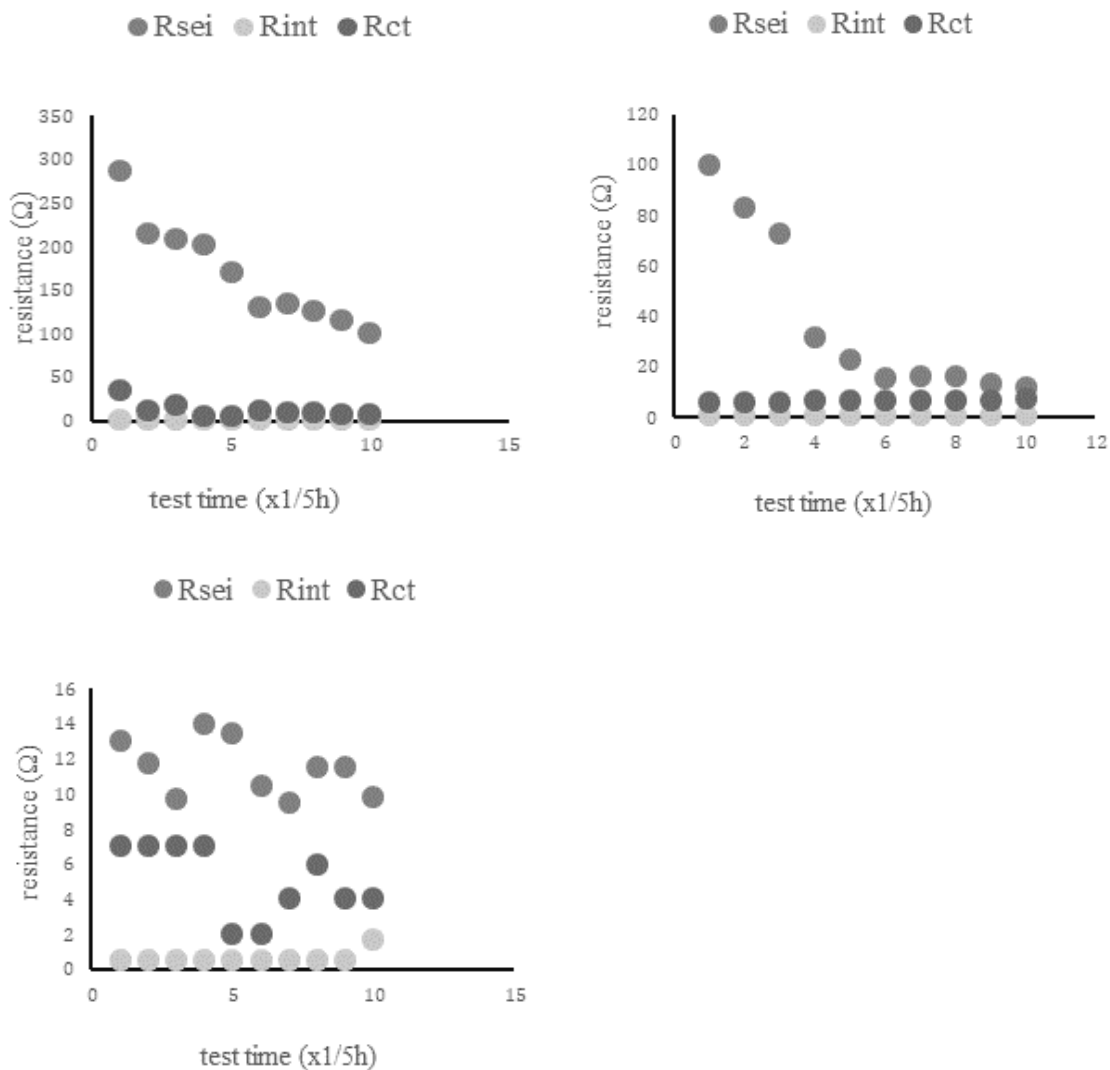 Rsei Rint Rct
350
300
250
200
150
100
50
0
0 5 10 15
resistance (Ω)
test time (x1/5h)
Rsei Rint Rct
120
100
80
60
40
20
0
0 2 4 6 8 10 12
resistance (Ω)
test time (x1/5h)
Rsei Rint Rct
16
14
12
10
8
6
4
2
0
0 5 10 15
resistance (Ω)
test time (x1/5h)